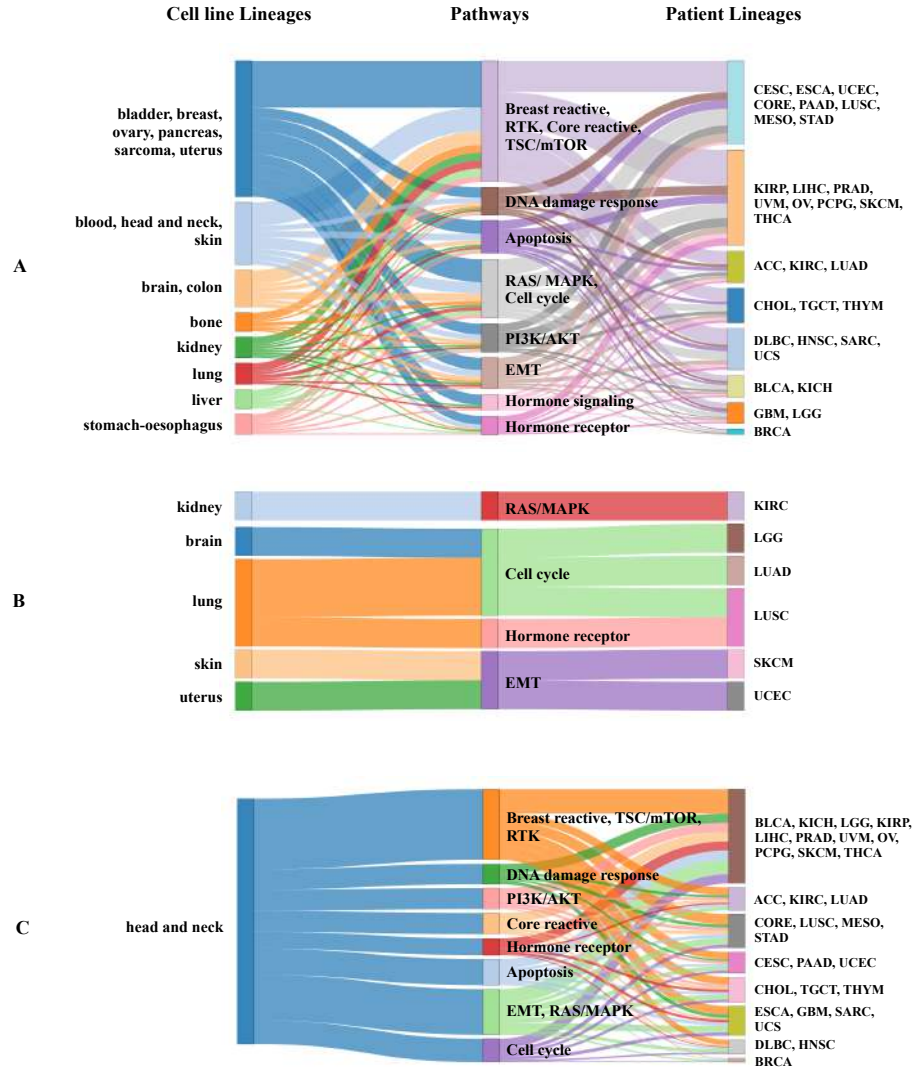 Cell line Lineages Pathways Patient Lineages
A
bladder, breast,
ovary, pancreas,
sarcoma, uterus
blood, head and neck,
skin
brain, colon
bone
kidney
lung
liver
stomach-oesophagus
Breast reactive,
RTK, Core reactive,
TSC/mTOR
DNA damage response
Apoptosis
RAS/ MAPK,
Cell cycle
PI3K/AKT
EMT
Hormone signaling
Hormone receptor
CESC, ESCA, UCEC,
CORE, PAAD, LUSC,
MESO, STAD
KIRP, LIHC, PRAD,
UVM, OV, PCPG, SKCM,
THCA
ACC, KIRC, LUAD
CHOL, TGCT, THYM
DLBC, HNSC, SARC,
UCS
BLCA, KICH
GBM, LGG
BRCA
B
kidney
brain
lung
skin
uterus
RAS/MAPK
Cell cycle
Hormone receptor
EMT
KIRC
LGG
LUAD
LUSC
SKCM
UCEC
C
head and neck
Breast reactive, TSC/mTOR,
RTK
DNA damage response
PI3K/AKT
Core reactive
Hormone receptor
Apoptosis
EMT, RAS/MAPK
Cell cycle
BLCA, KICH, LGG, KIRP,
LIHC, PRAD, UVM, OV,
PCPG, SKCM, THCA
ACC, KIRC, LUAD
CORE, LUSC, MESO,
STAD
CESC, PAAD, UCEC
CHOL, TGCT, THYM
ESCA, GBM, SARC,
UCS
DLBC, HNSC
BRCA